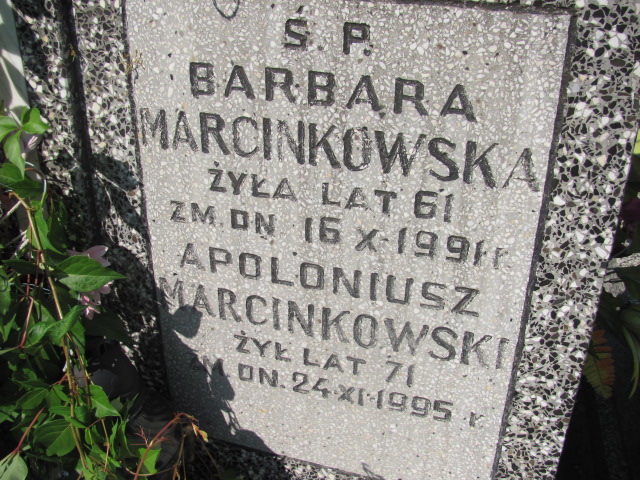 Ś. P.
BARBARA
MARCINKOWSKA
ŻYŁA LAT 61
ZM. DN. 16 X-1991 r.
APOLONIUSZ
MARCINKOWSKI
ŻYŁ LAT 71
ZM. DN. 24-XI-1995 r